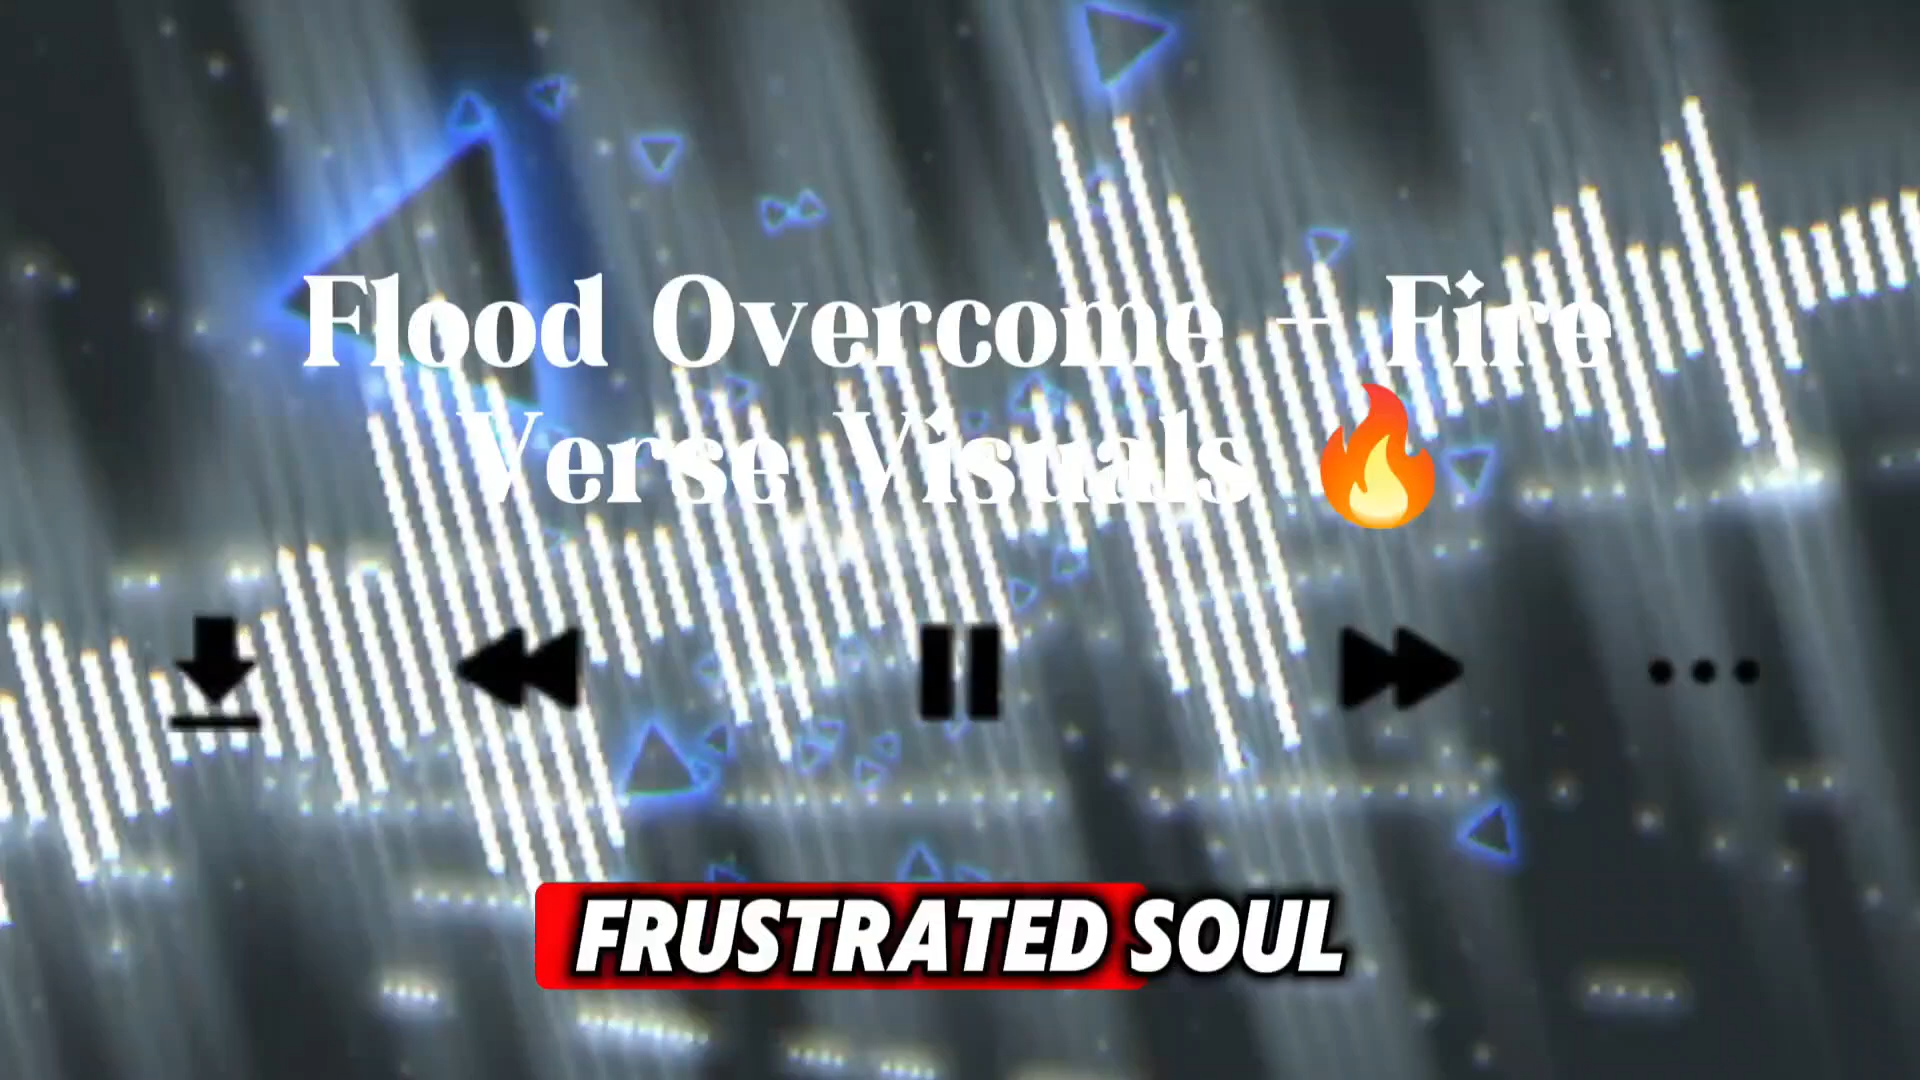 Flood Overcome – Fire
Verse Visuals 🔥
FRUSTRATED SOUL